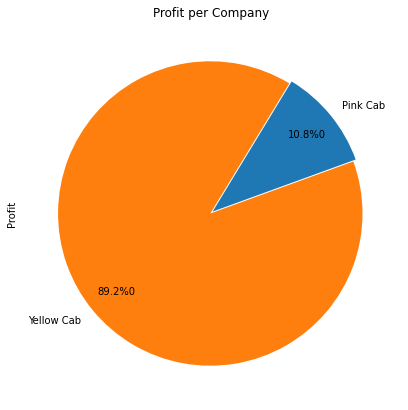 Profit per Company
Pink Cab
10.8%0
Profit
89.2%0
Yellow Cab